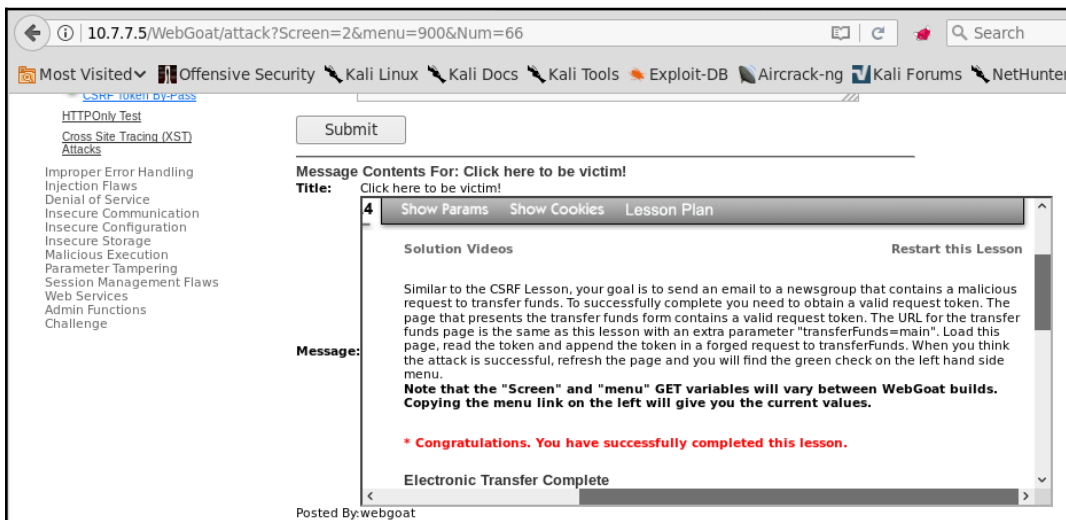 10.7.7.5/WebGoat/attack?Screen=2&menu=900&Num=66
Search
Most Visited
Offensive Security
Kali Linux
Kali Docs
Kali Tools
Exploit-DB
Aircrack-ng
Kali Forums
NetHunter
CSRF Token By-Pass
HTTPOnly Test
Cross Site Tracing (XST)
Attacks
Improper Error Handling
Injection Flaws
Denial of Service
Insecure Communication
Insecure Configuration
Insecure Storage
Malicious Execution
Parameter Tampering
Session Management Flaws
Web Services
Admin Functions
Challenge
Submit
Message Contents For: Click here to be victim!
Title: Click here to be victim!
4 Show Params Show Cookies Lesson Plan
Solution Videos Restart this Lesson
Message:
Similar to the CSRF Lesson, your goal is to send an email to a newsgroup that contains a malicious
request to transfer funds. To successfully complete you need to obtain a valid request token. The
page that presents the transfer funds form contains a valid request token. The URL for the transfer
funds page is the same as this lesson with an extra parameter "transferFunds=main". Load this
page, read the token and append the token in a forged request to transferFunds. When you think
the attack is successful, refresh the page and you will find the green check on the left hand side
menu.
Note that the "Screen" and "menu" GET variables will vary between WebGoat builds.
Copying the menu link on the left will give you the current values.
* Congratulations. You have successfully completed this lesson.
Electronic Transfer Complete
Posted By:webgoat